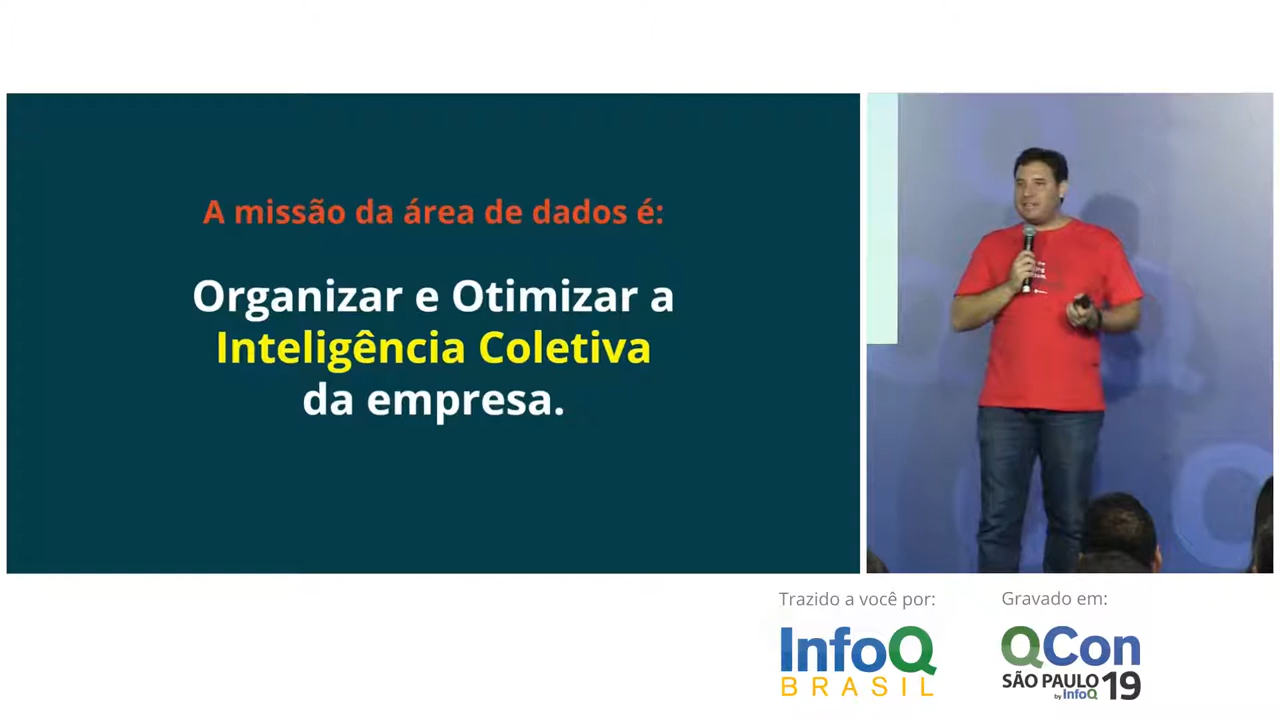 A missão da área de dados é:
Organizar e Otimizar a
Inteligência Coletiva
da empresa.
Trazido a você por:
InfoQ
BRASIL
Gravado em:
QCon
SÃO PAULO 19
by InfoQ